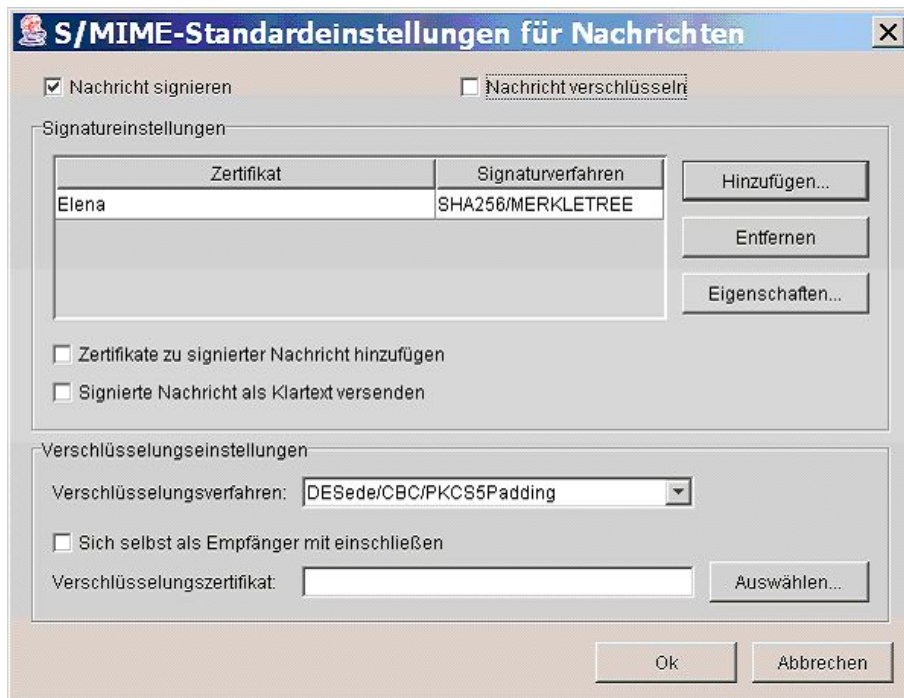 S/MIME-Standardeinstellungen für Nachrichten
Nachricht signieren Nachricht verschlüsseln
Signatureinstellungen
Zertifikat Signaturverfahren
Elena SHA256/MERKLETREE
Hinzufügen...
Entfernen
Eigenschaften...
Zertifikate zu signierter Nachricht hinzufügen
Signierte Nachricht als Klartext versenden
Verschlüsselungseinstellungen
Verschlüsselungsverfahren: DESede/CBC/PKCS5Padding
Sich selbst als Empfänger mit einschließen
Verschlüsselungszertifikat: Auswählen...
Ok Abbrechen